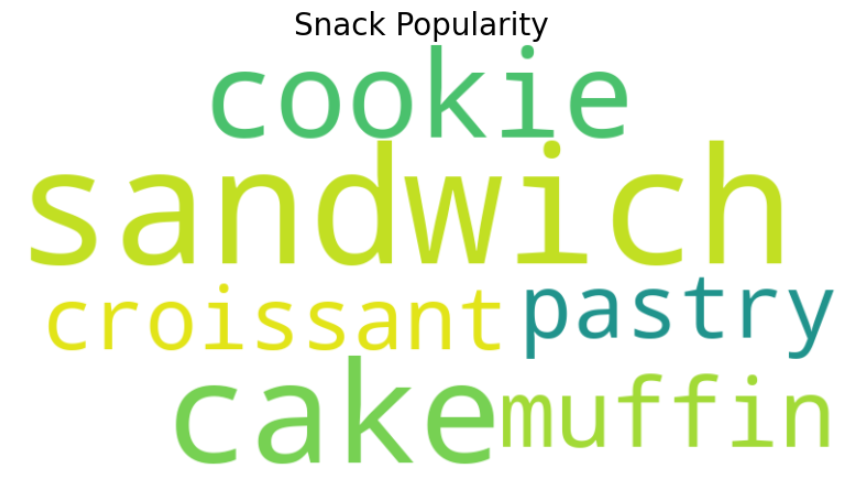 Snack Popularity
cookie
sandwich
croissant pastry
cake muffin